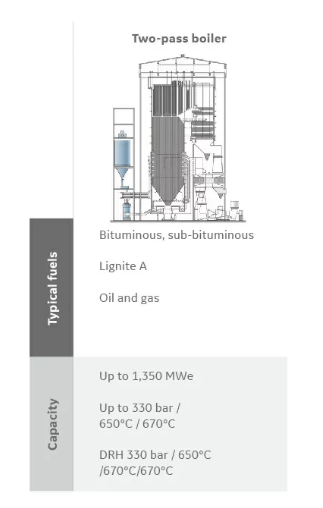 Two-pass boiler
Typical fuels
Bituminous, sub-bituminous
Lignite A
Oil and gas
Capacity
Up to 1,350 MWe
Up to 330 bar /
650°C / 670°C
DRH 330 bar / 650°C
/670°C/670°C